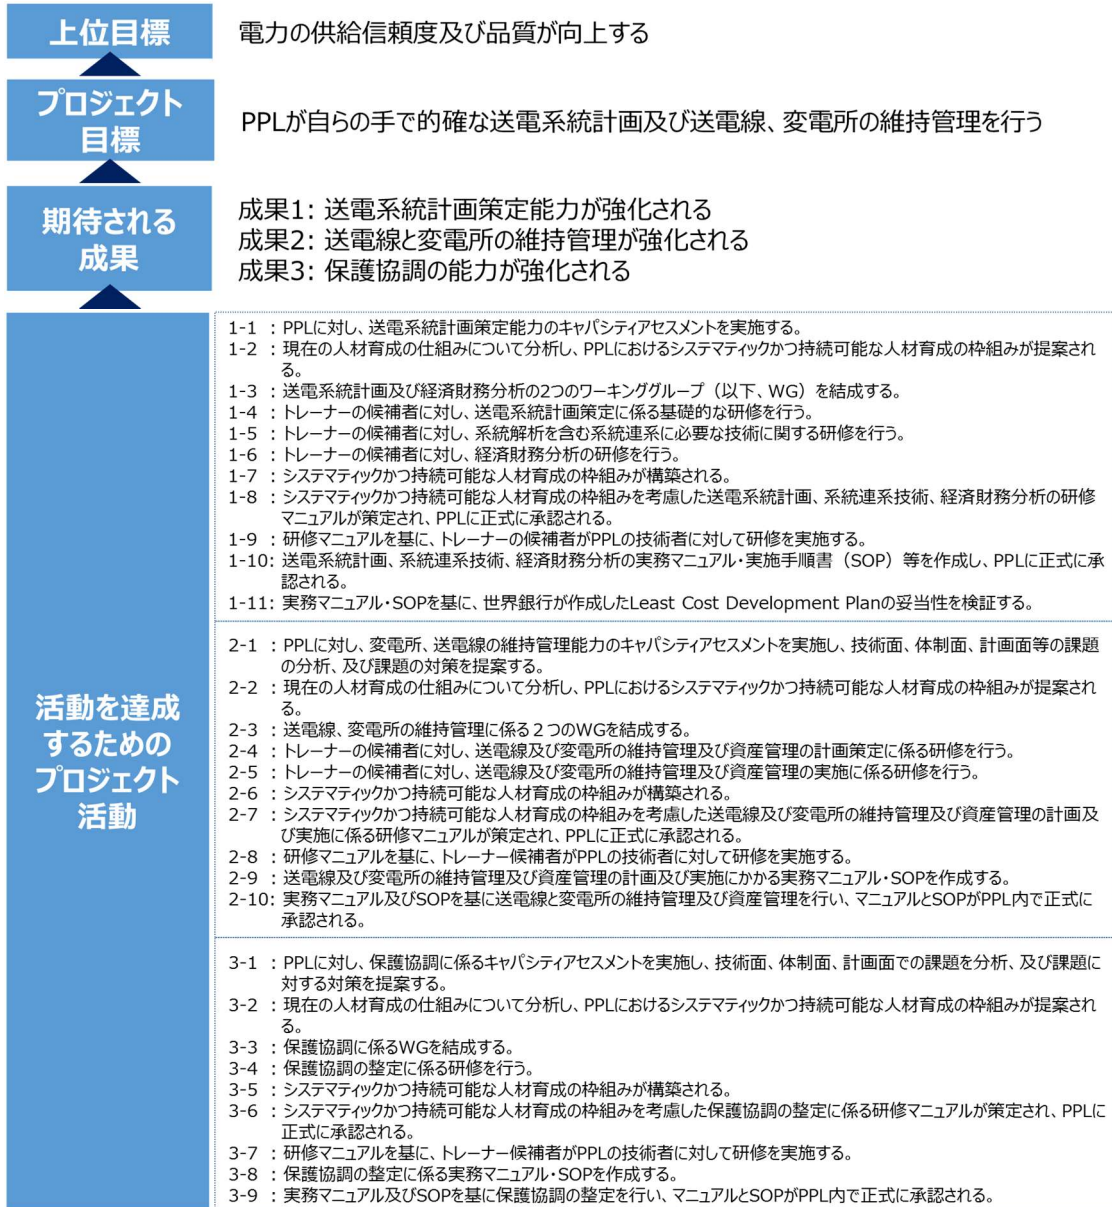 上位目標
電力の供給信頼度及び品質が向上する
プロジェクト
目標
PPLが自らの手で的確な送電系統計画及び送電線、変電所の維持管理を行う
期待される
成果
成果1: 送電系統計画策定能力が強化される
成果2: 送電線と変電所の維持管理が強化される
成果3: 保護協調の能力が強化される
活動を達成
するための
プロジェクト
活動
1-1 : PPLに対し、送電系統計画策定能力のキャパシティアセスメントを実施する。
1-2 : 現在の人材育成の仕組みについて分析し、PPLにおけるシステマティックかつ持続可能な人材育成の枠組みが提案され
る。
1-3 : 送電系統計画及び経済財務分析の2つのワーキンググループ（以下、WG）を結成する。
1-4 : トレーナーの候補者に対し、送電系統計画策定に係る基礎的な研修を行う。
1-5 : トレーナーの候補者に対し、系統解析を含む系統連系に必要な技術に関する研修を行う。
1-6 : トレーナーの候補者に対し、経済財務分析の研修を行う。
1-7 : システマティックかつ持続可能な人材育成の枠組みが構築される。
1-8 : システマティックかつ持続可能な人材育成の枠組みを考慮した送電系統計画、系統連系技術、経済財務分析の研修
マニュアルが策定され、PPLに正式に承認される。
1-9 : 研修マニュアルを基に、トレーナーの候補者がPPLの技術者に対して研修を実施する。
1-10: 送電系統計画、系統連系技術、経済財務分析の実務マニュアル・実施手順書（SOP）等を作成し、PPLに正式に承
認される。
1-11: 実務マニュアル・SOPを基に、世界銀行が作成したLeast Cost Development Planの妥当性を検証する。
2-1 : PPLに対し、変電所、送電線の維持管理能力のキャパシティアセスメントを実施し、技術面、体制面、計画面等の課題
の分析、及び課題の対策を提案する。
2-2 : 現在の人材育成の仕組みについて分析し、PPLにおけるシステマティックかつ持続可能な人材育成の枠組みが提案され
る。
2-3 : 送電線、変電所の維持管理に係る２つのWGを結成する。
2-4 : トレーナーの候補者に対し、送電線及び変電所の維持管理及び資産管理の計画策定に係る研修を行う。
2-5 : トレーナーの候補者に対し、送電線及び変電所の維持管理及び資産管理の実施に係る研修を行う。
2-6 : システマティックかつ持続可能な人材育成の枠組みが構築される。
2-7 : システマティックかつ持続可能な人材育成の枠組みを考慮した送電線及び変電所の維持管理及び資産管理の計画及
び実施に係る研修マニュアルが策定され、PPLに正式に承認される。
2-8 : 研修マニュアルを基に、トレーナー候補者がPPLの技術者に対して研修を実施する。
2-9 : 送電線及び変電所の維持管理及び資産管理の計画及び実施にかかる実務マニュアル・SOPを作成する。
2-10: 実務マニュアル及びSOPを基に送電線と変電所の維持管理及び資産管理を行い、マニュアルとSOPがPPL内で正式に
承認される。
3-1 : PPLに対し、保護協調に係るキャパシティアセスメントを実施し、技術面、体制面、計画面での課題を分析、及び課題に
対する対策を提案する。
3-2 : 現在の人材育成の仕組みについて分析し、PPLにおけるシステマティックかつ持続可能な人材育成の枠組みが提案され
る。
3-3 : 保護協調に係るWGを結成する。
3-4 : 保護協調の整定に係る研修を行う。
3-5 : システマティックかつ持続可能な人材育成の枠組みが構築される。
3-6 : システマティックかつ持続可能な人材育成の枠組みを考慮した保護協調の整定に係る研修マニュアルが策定され、PPLに
正式に承認される。
3-7 : 研修マニュアルを基に、トレーナー候補者がPPLの技術者に対して研修を実施する。
3-8 : 保護協調の整定に係る実務マニュアル・SOPを作成する。
3-9 : 実務マニュアル及びSOPを基に保護協調の整定を行い、マニュアルとSOPがPPL内で正式に承認される。